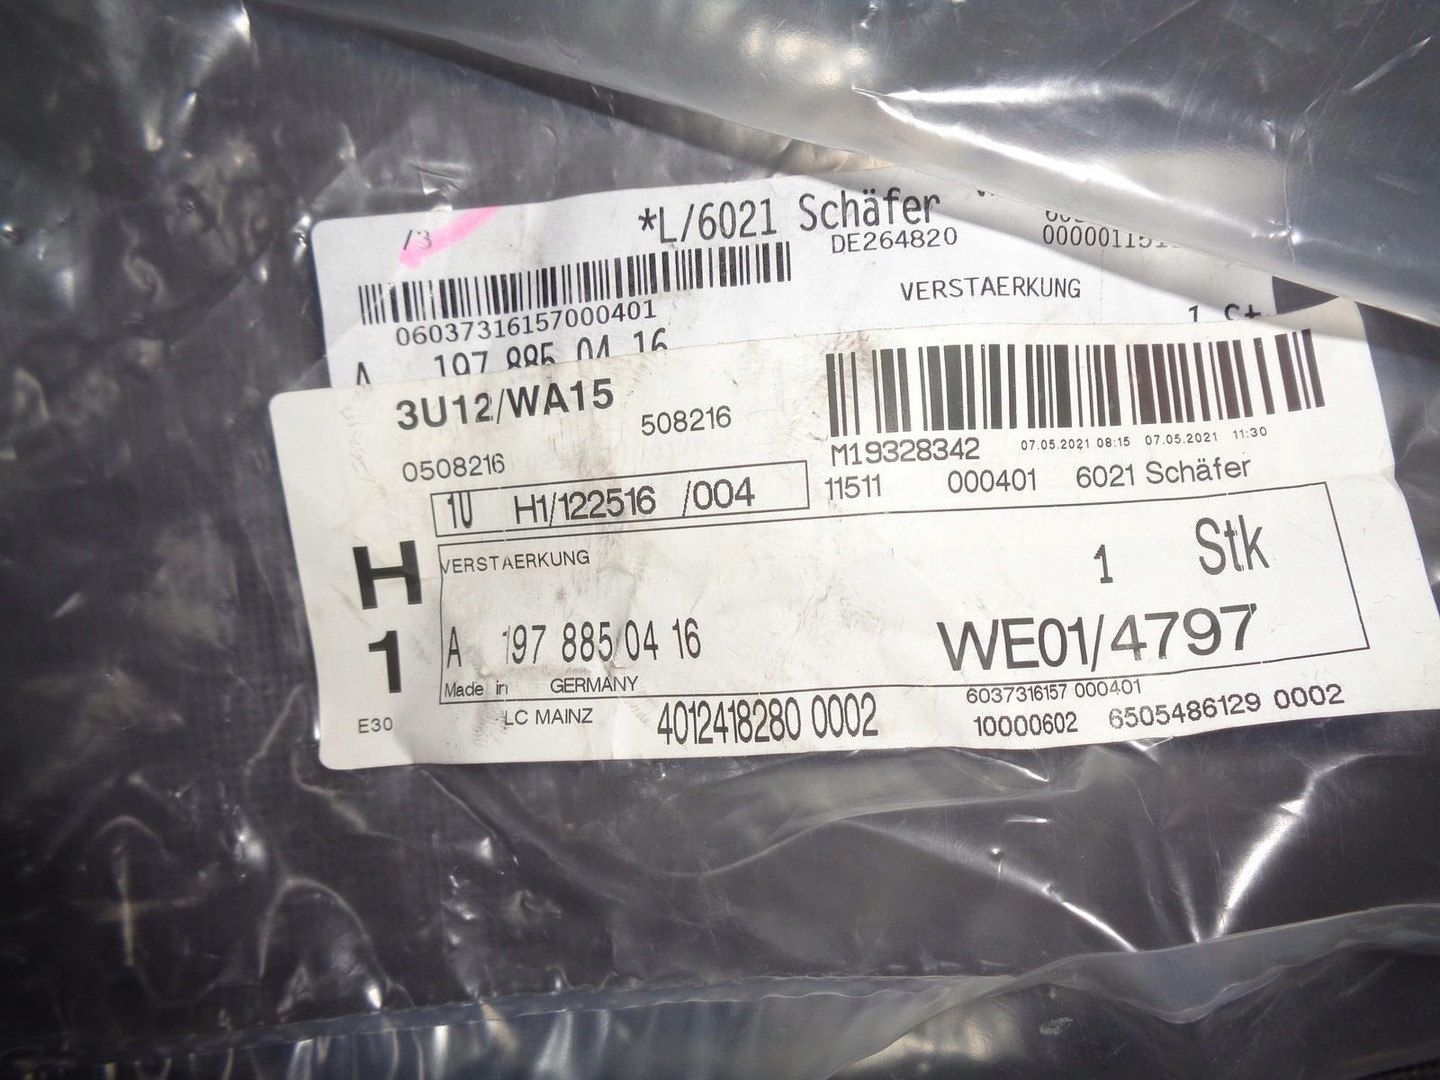 *L/6021 Schäfer
/3
DE264820
06037316157000401
VERSTAERKUNG
A 197 885 04 16
3U12/WA15
508216
0508216
M19328342 07.05.2021 08:15 07.05.2021 11:30
11511 000401 6021 Schäfer
1U H1/122516 /004
H
1
VERSTAERKUNG
1 Stk
A 197 885 04 16
WE01/4797
Made in GERMANY
E30
LC MAINZ
4012418280 0002
6037316157 000401
10000602 6505486129 0002